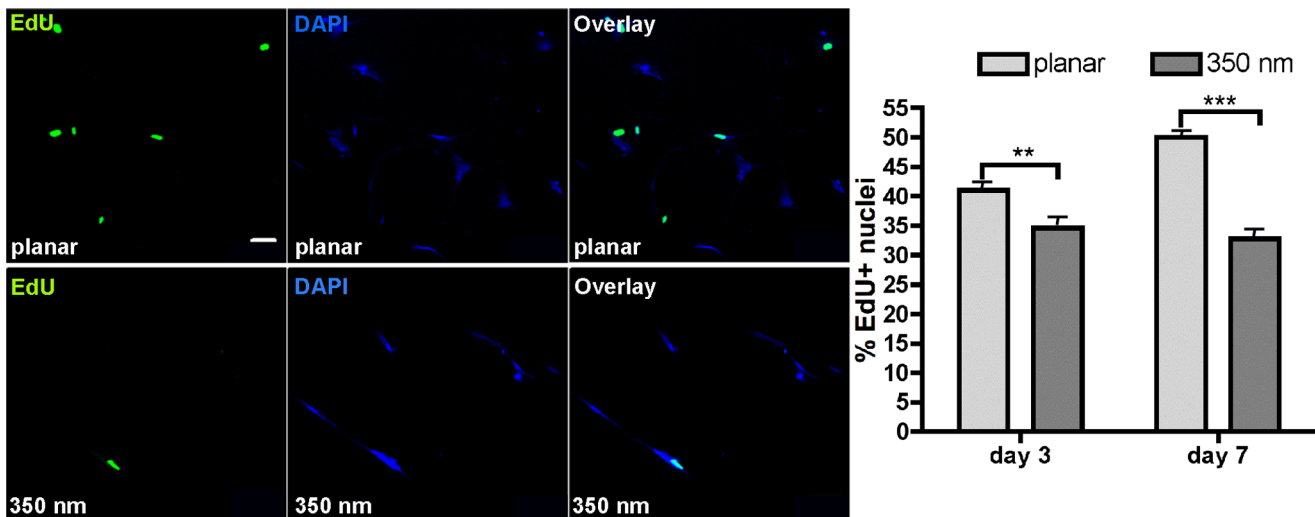 EdU
DAPI
Overlay
planar
planar
planar
EdU
DAPI
Overlay
350 nm
350 nm
350 nm
planar
350 nm
% EdU+ nuclei
55
50
45
40
35
30
25
20
15
10
5
0
**
***
day 3
day 7